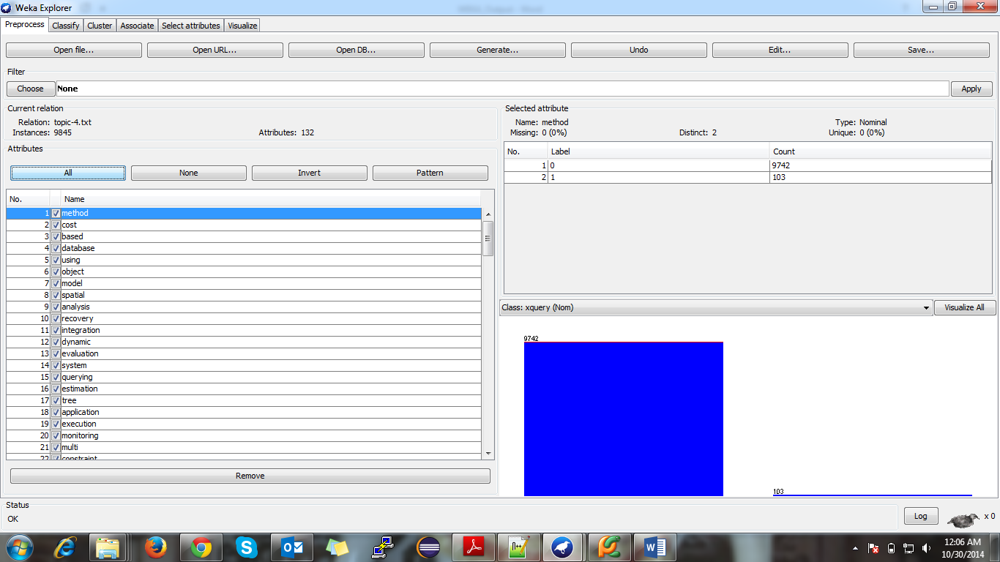 Weka Explorer
Preprocess Classify Cluster Associate Select attributes Visualize
Open file... Open URL... Open DB... Generate... Undo Edit... Save...
Filter
Choose None Apply
Current relation
Relation: topic-4.txt
Instances: 9845 Attributes: 132
Attributes
All None Invert Pattern
No. Name
1 method
2 cost
3 based
4 database
5 using
6 object
7 model
8 spatial
9 analysis
10 recovery
11 integration
12 dynamic
13 evaluation
14 system
15 querying
16 estimation
17 tree
18 application
19 execution
20 monitoring
21 multi
22 constraint
Remove
Selected attribute
Name: method Type: Nominal
Missing: 0 (0%) Distinct: 2 Unique: 0 (0%)
No. Label Count
1 0 9742
2 1 103
Class: xquery (Nom) Visualize All
9742
103
Status
OK
Log x 0
12:06 AM
10/30/2014